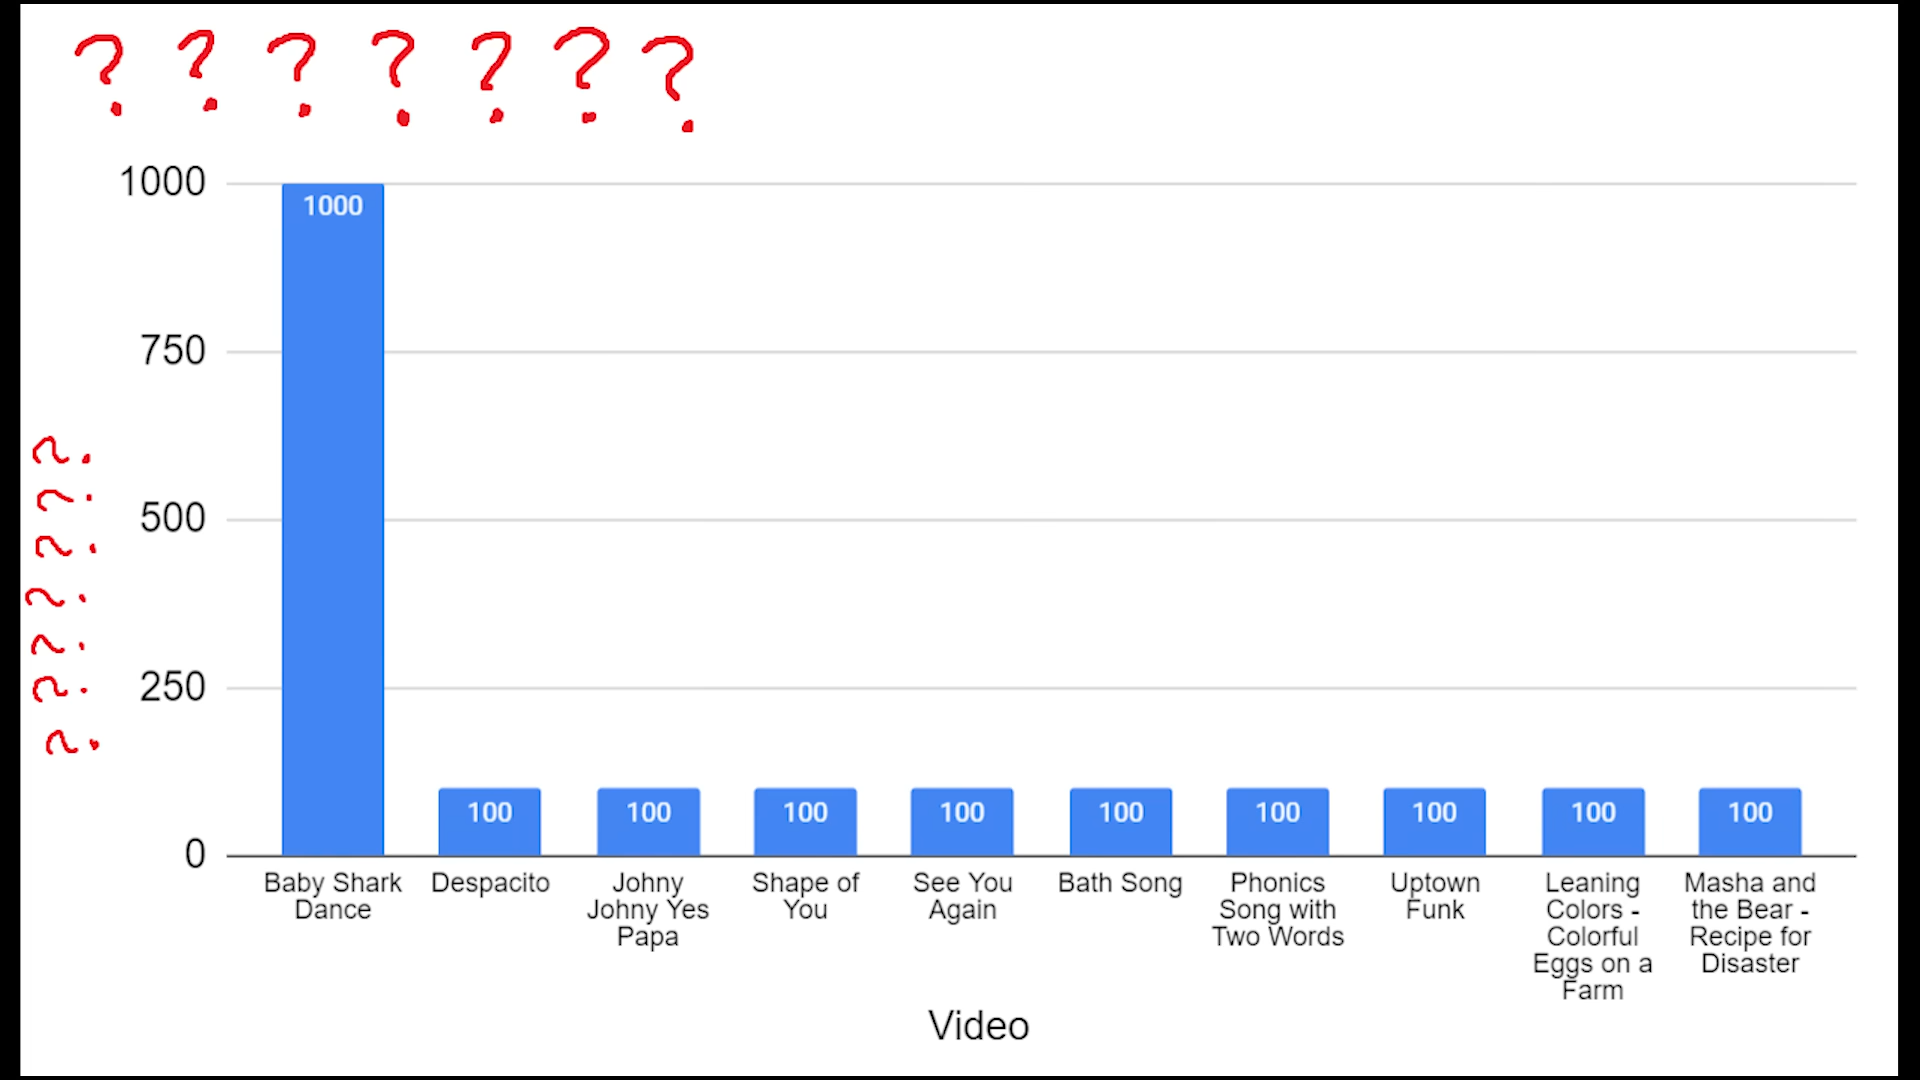 ? ? ? ? ? ? ?
1000
1000
750
500
250
0
? ? ? ? ? ? ?
100 100 100 100 100 100 100 100 100
Baby Shark Dance
Despacito
Johny Johny Yes Papa
Shape of You
See You Again
Bath Song
Phonics Song with Two Words
Uptown Funk
Leaning Colors - Colorful Eggs on a Farm
Masha and the Bear - Recipe for Disaster
Video